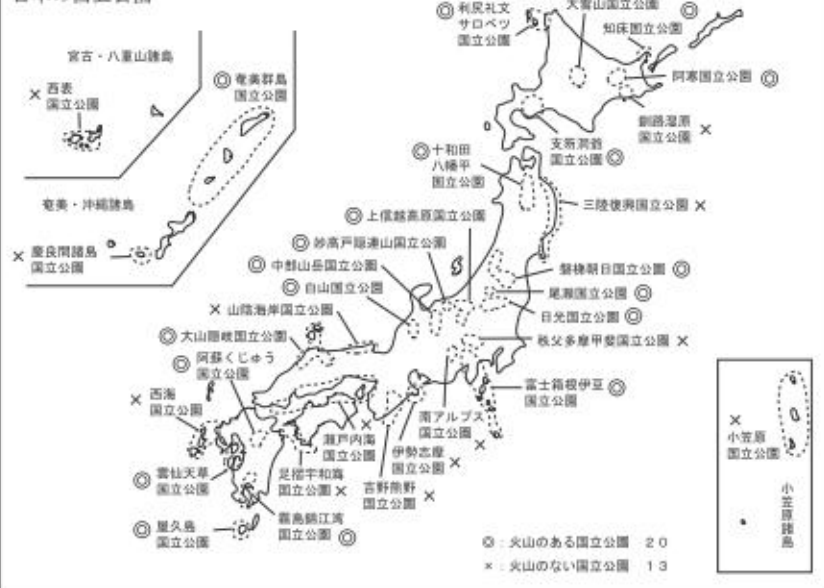 日本の国立公園
◎利尻礼文
サロベツ
国立公園
大雪山国立公園 ◎
知床国立公園
阿寒国立公園 ◎
釧路湿原
国立公園 ×
支笏洞爺
国立公園◎
宮古・八重山諸島
× 西表
国立公園
◎奄美群島
国立公園
奄美・沖縄諸島
× 慶良間諸島
国立公園
◎十和田
八幡平
国立公園
三陸復興国立公園 ×
◎上信越高原国立公園
◎妙高戸隠連山国立公園
◎中部山岳国立公園
◎白山国立公園
× 山陰海岸国立公園
◎大山隠岐国立公園
◎阿蘇くじゅう
国立公園
× 西海
国立公園
◎雲仙天草
国立公園
◎屋久島
国立公園
磐梯朝日国立公園 ◎
尾瀬国立公園 ◎
日光国立公園 ◎
秩父多摩甲斐国立公園 ×
富士箱根伊豆◎
国立公園
南アルプス
国立公園
×
伊勢志摩
国立公園 ×
吉野熊野
国立公園 ×
×
瀬戸内海
国立公園
足摺宇和海
国立公園 ×
霧島錦江湾
国立公園 ◎
×
小笠原
国立公園
小笠原諸島
◎:火山のある国立公園 20
×:火山のない国立公園 13